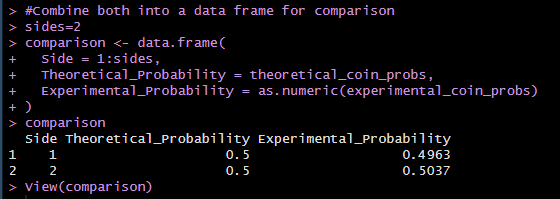 > #Combine both into a data frame for comparison
> sides=2
> comparison <- data.frame(
+   Side = 1:sides,
+   Theoretical_Probability = theoretical_coin_probs,
+   Experimental_Probability = as.numeric(experimental_coin_probs)
+ )
> comparison
  Side Theoretical_Probability Experimental_Probability
1    1                     0.5                   0.4963
2    2                     0.5                   0.5037
> View(comparison)